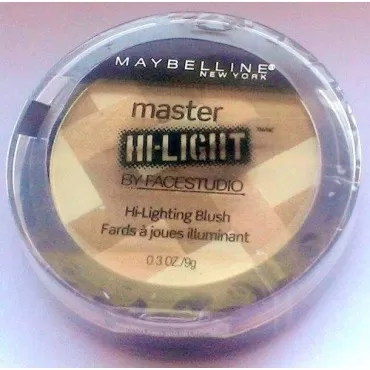 MAYBELLINE®
NEW YORK
master
HI-LIGHT
BY FACESTUDIO
Hi-Lighting Blush
Fards à joues illuminant
0.3 OZ./9g